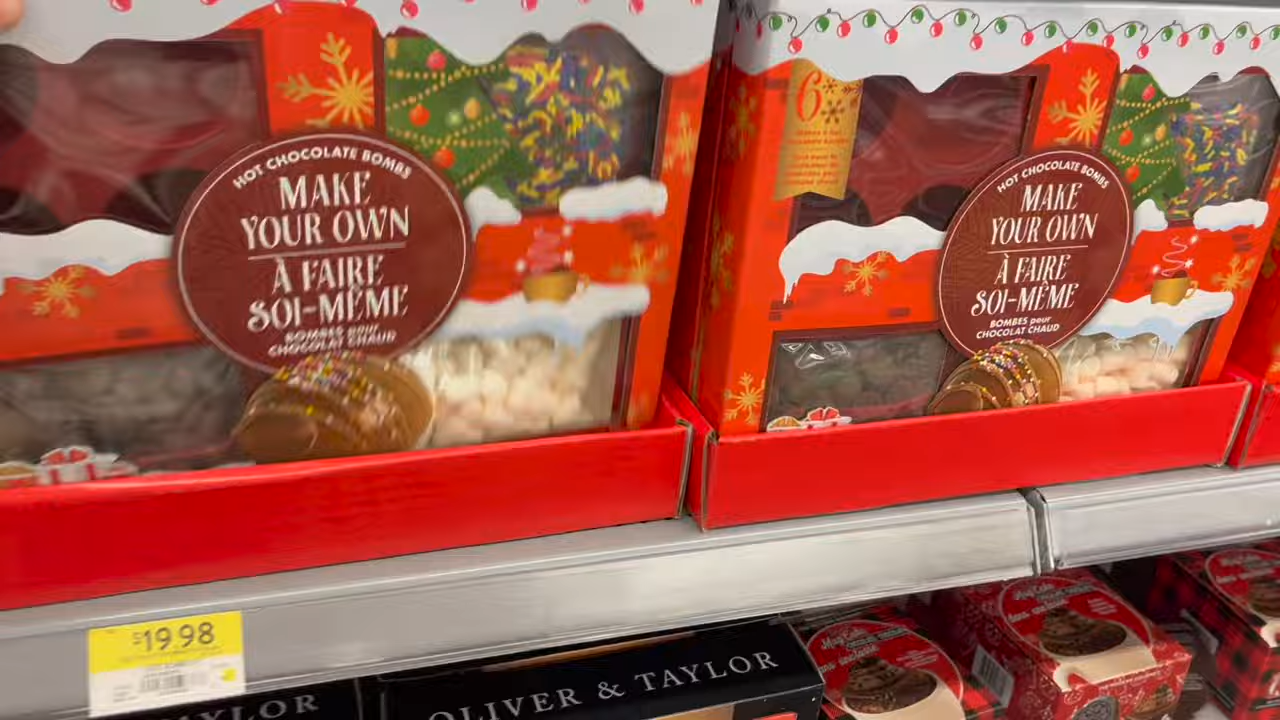 HOT CHOCOLATE BOMBS
MAKE
YOUR OWN
À FAIRE
SOI-MÊME
BOMBES pour
CHOCOLAT CHAUD
6
HOT CHOCOLATE BOMBS
MAKE
YOUR OWN
À FAIRE
SOI-MÊME
BOMBES pour
CHOCOLAT CHAUD
$19.98
YLOR
OLIVER & TAYLOR